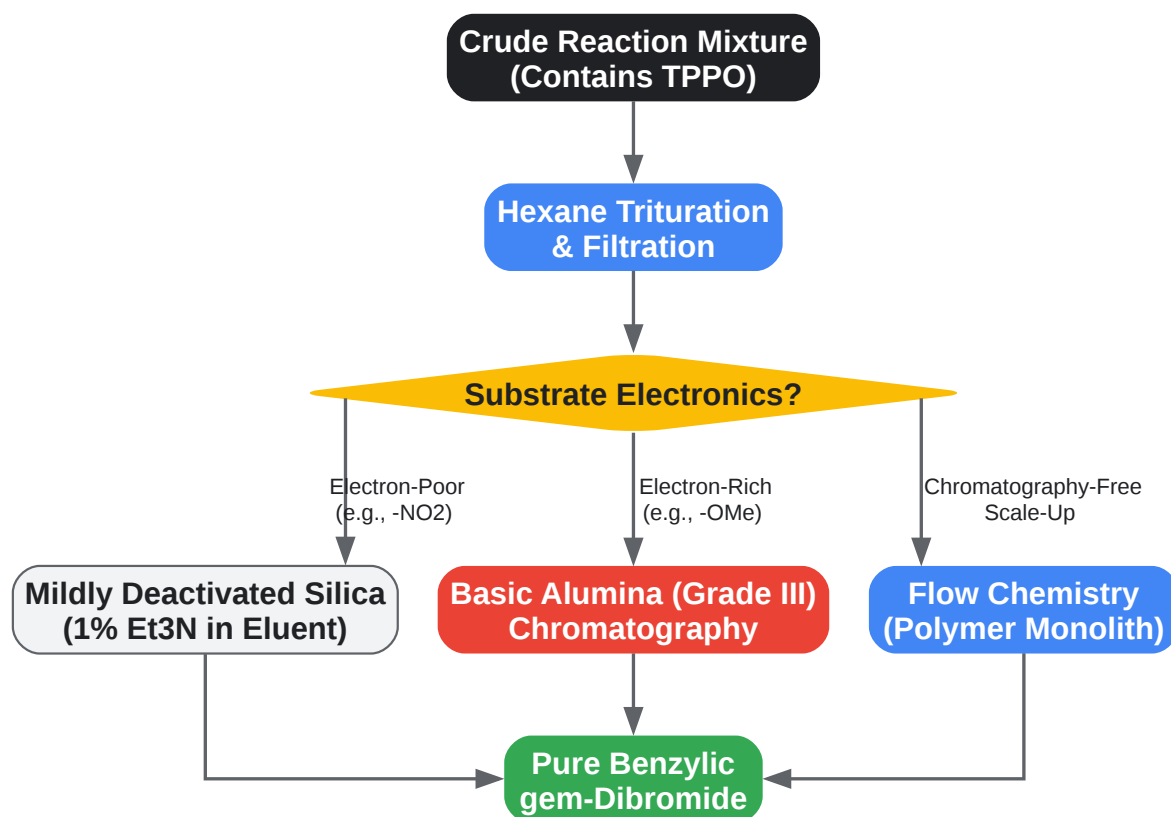 Crude Reaction Mixture
(Contains TPPO)
Hexane Trituration
& Filtration
Substrate Electronics?
Electron-Poor
(e.g., -NO2)
Electron-Rich
(e.g., -OMe)
Chromatography-Free
Scale-Up
Mildly Deactivated Silica
(1% Et3N in Eluent)
Basic Alumina (Grade III)
Chromatography
Flow Chemistry
(Polymer Monolith)
Pure Benzylic
gem-Dibromide